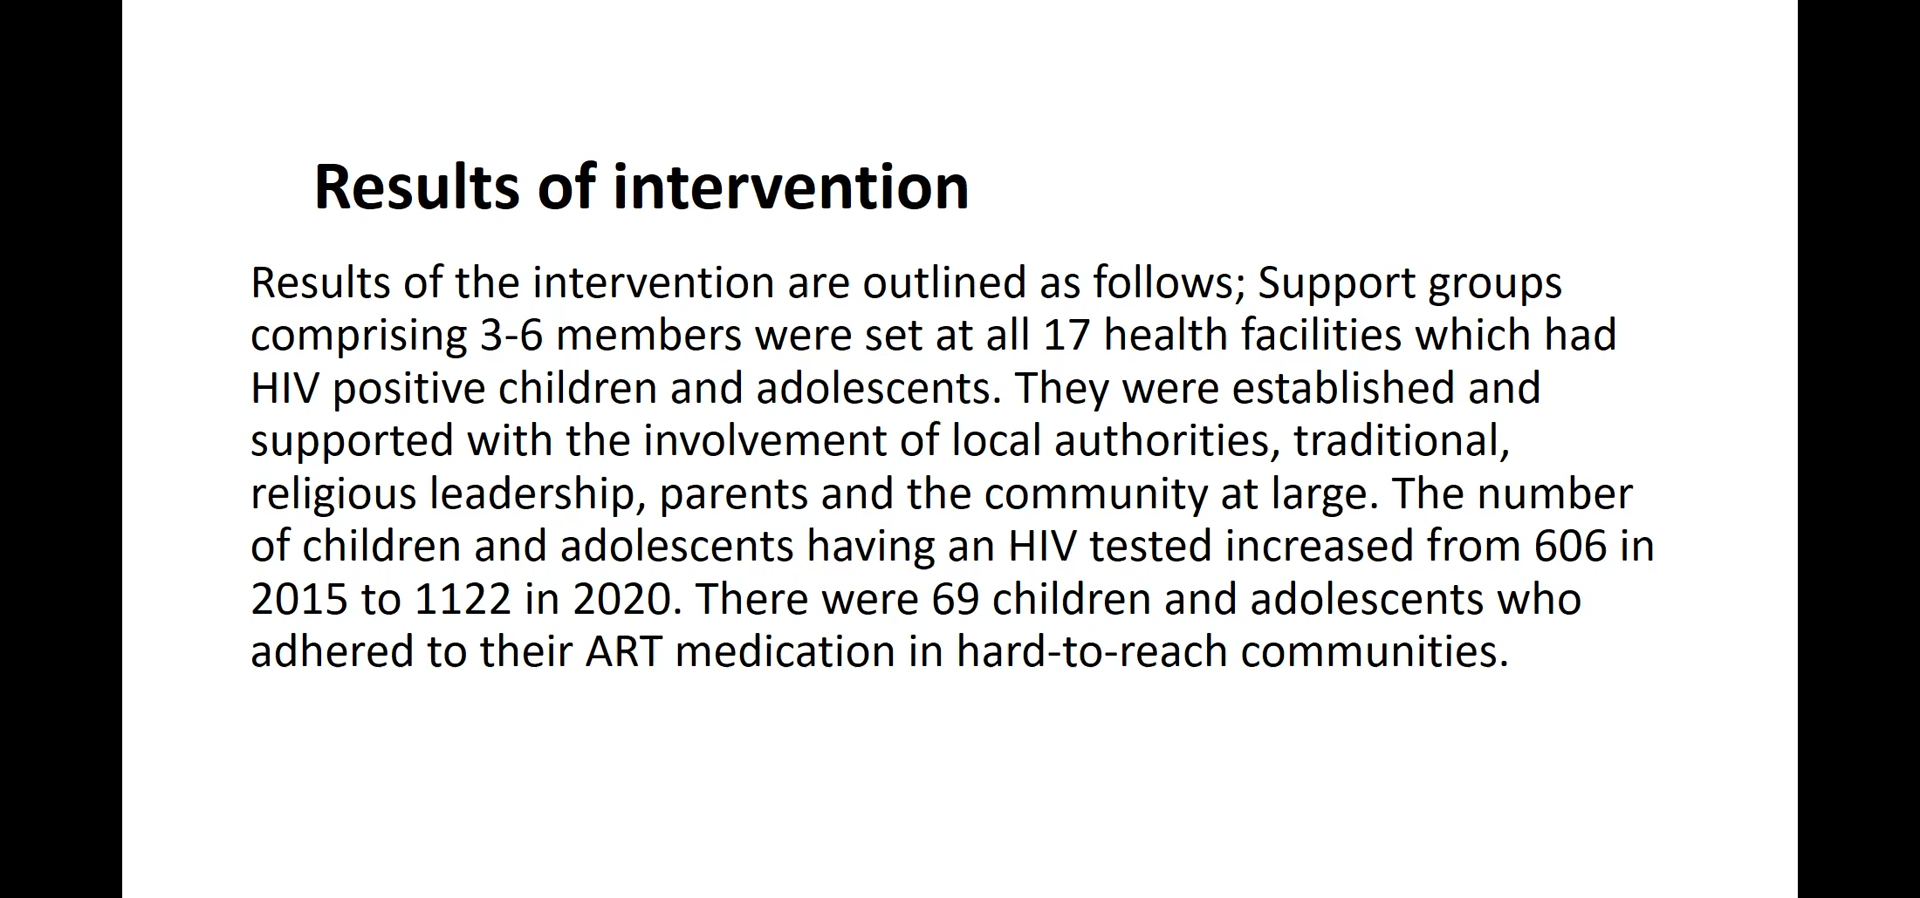 Results of intervention
Results of the intervention are outlined as follows; Support groups
comprising 3-6 members were set at all 17 health facilities which had
HIV positive children and adolescents. They were established and
supported with the involvement of local authorities, traditional,
religious leadership, parents and the community at large. The number
of children and adolescents having an HIV tested increased from 606 in
2015 to 1122 in 2020. There were 69 children and adolescents who
adhered to their ART medication in hard-to-reach communities.